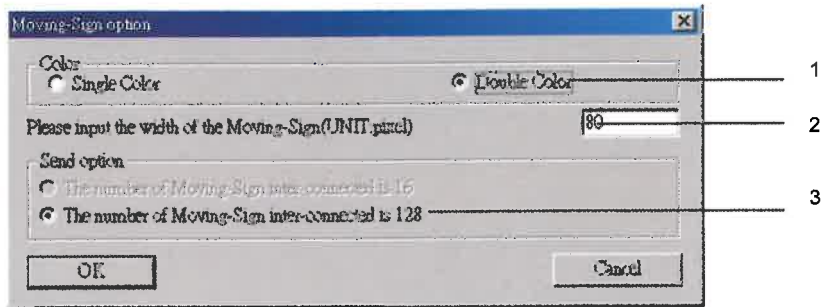 Moving-Sign option
Color
Single Color
Double Color
1
Please input the width of the Moving-Sign(UNIT:pixel)
80
2
Send option
The number of Moving-Sign inter-connected is 16
The number of Moving-Sign inter-connected is 128
3
OK
Cancel